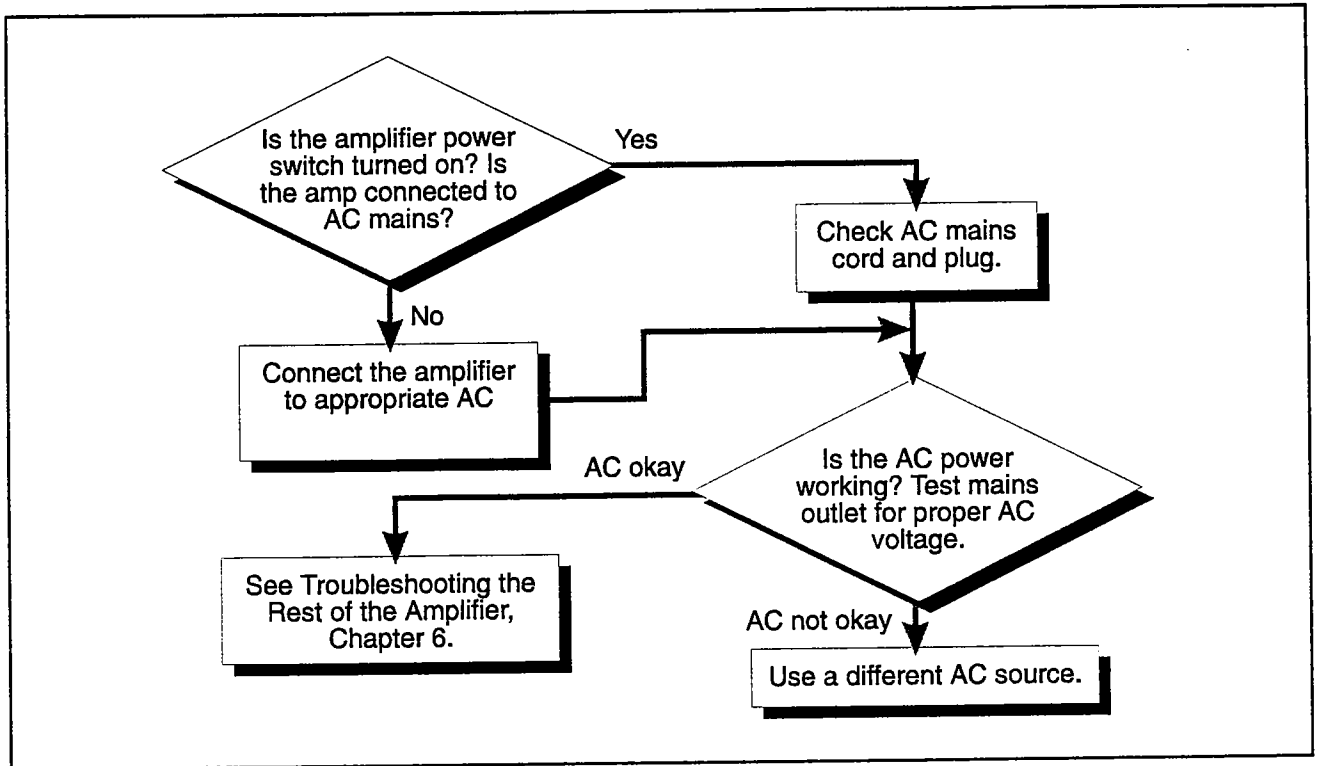 Is the amplifier power
switch turned on? Is
the amp connected to
AC mains?
Yes
Check AC mains
cord and plug.
No
Connect the amplifier
to appropriate AC
Is the AC power
working? Test mains
outlet for proper AC
voltage.
AC okay
See Troubleshooting the
Rest of the Amplifier,
Chapter 6.
AC not okay
Use a different AC source.